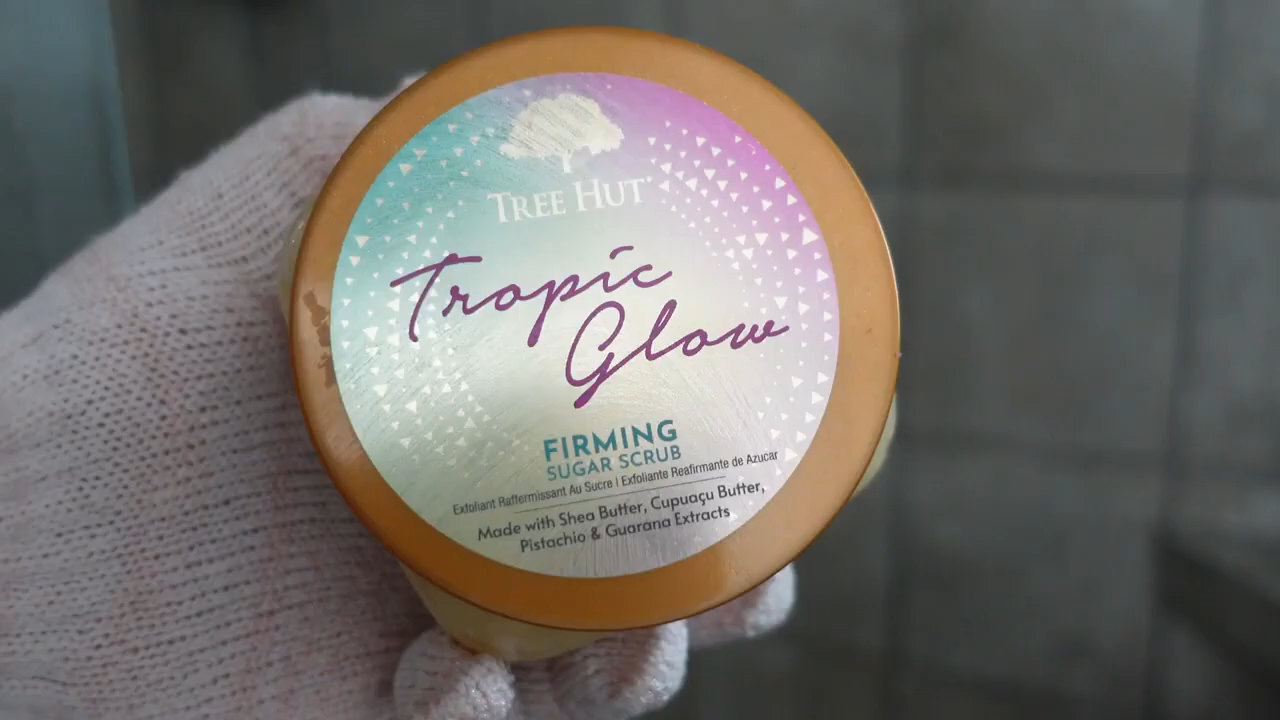 TREE HUT
Tropic
Glow
FIRMING
SUGAR SCRUB
Exfoliant Raffermissant Au Sucre | Exfoliante Reafirmante de Azucar
Made with Shea Butter, Cupuaçu Butter,
Pistachio & Guarana Extracts